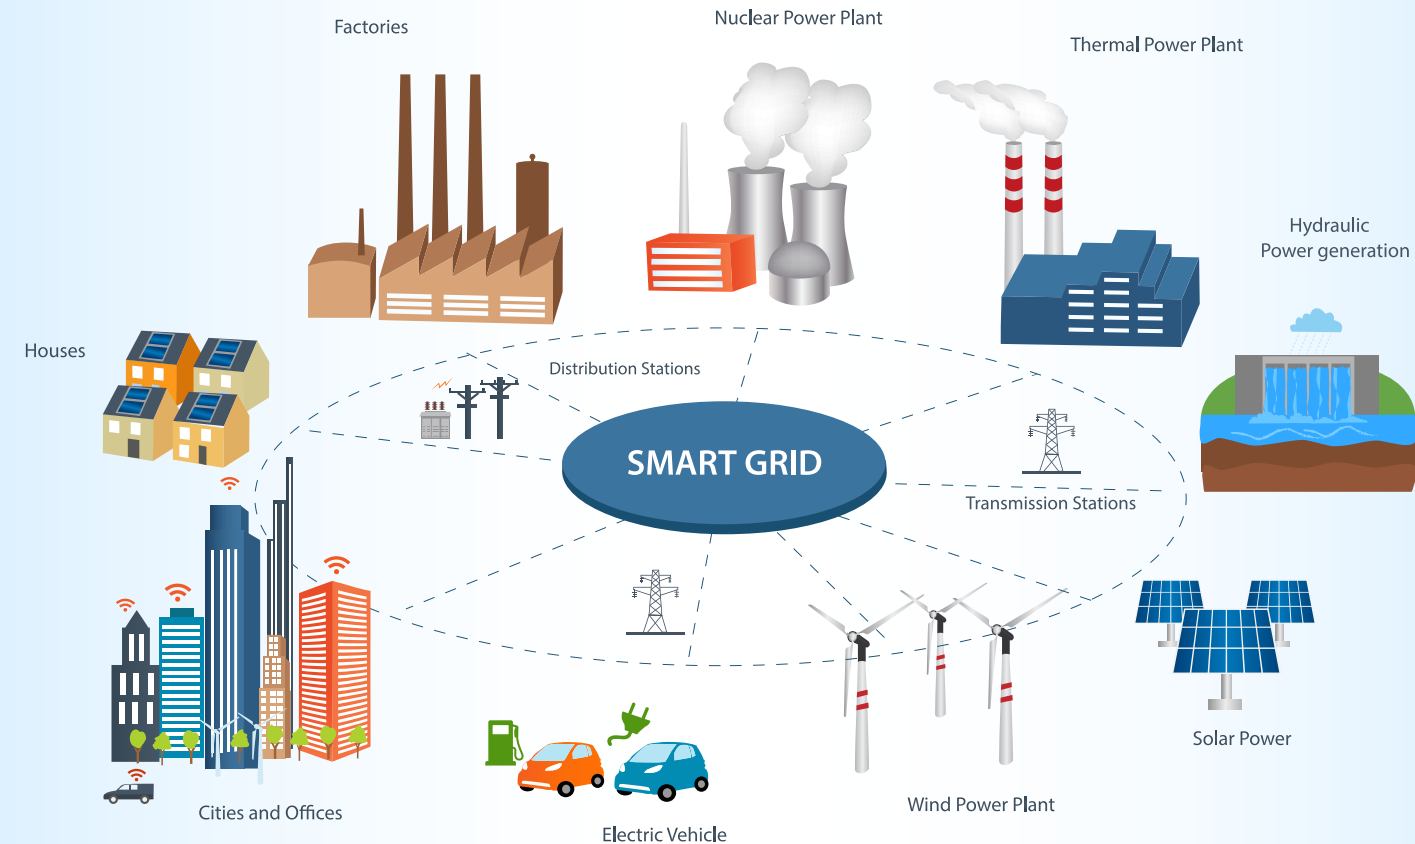 Nuclear Power Plant
Factories
Thermal Power Plant
Hydraulic
Power generation
Houses
Distribution Stations
SMART GRID
Transmission Stations
Solar Power
Wind Power Plant
Cities and Offices
Electric Vehicle